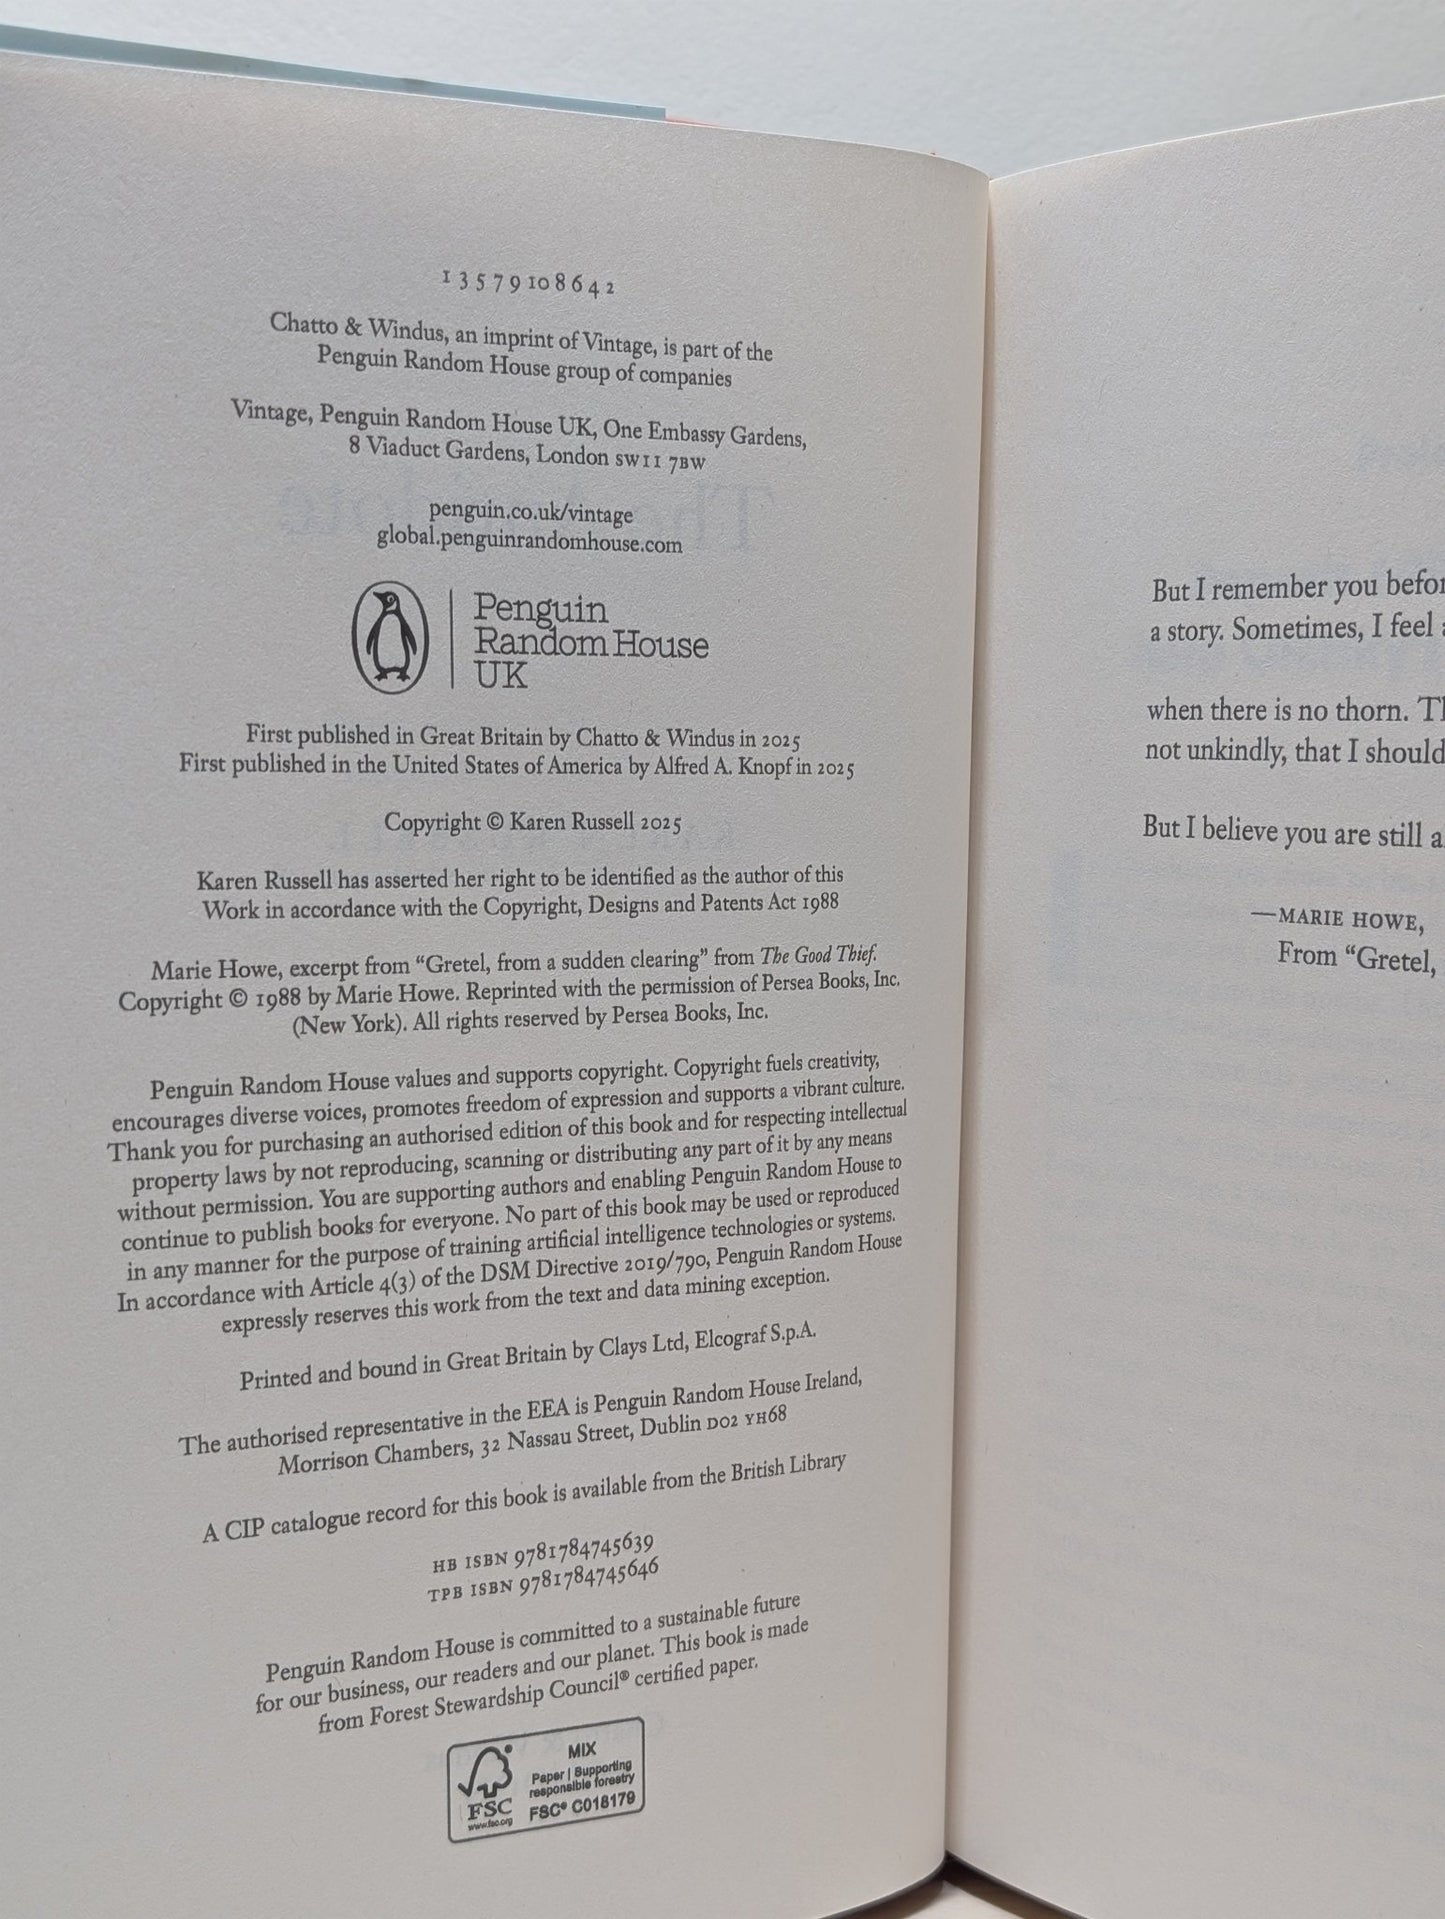 1 3 5 7 9 10 8 6 4 2
Chatto & Windus, an imprint of Vintage, is part of the
Penguin Random House group of companies
Vintage, Penguin Random House UK, One Embassy Gardens,
8 Viaduct Gardens, London SW11 7BW
penguin.co.uk/vintage
global.penguinrandomhouse.com
Penguin
Random House
UK
First published in Great Britain by Chatto & Windus in 2025
First published in the United States of America by Alfred A. Knopf in 2025
Copyright © Karen Russell 2025
Karen Russell has asserted her right to be identified as the author of this
Work in accordance with the Copyright, Designs and Patents Act 1988
Marie Howe, excerpt from “Gretel, from a sudden clearing” from The Good Thief.
Copyright © 1988 by Marie Howe. Reprinted with the permission of Persea Books, Inc.
(New York). All rights reserved by Persea Books, Inc.
Penguin Random House values and supports copyright. Copyright fuels creativity,
encourages diverse voices, promotes freedom of expression and supports a vibrant culture.
Thank you for purchasing an authorised edition of this book and for respecting intellectual
property laws by not reproducing, scanning or distributing any part of it by any means
without permission. You are supporting authors and enabling Penguin Random House to
continue to publish books for everyone. No part of this book may be used or reproduced
in any manner for the purpose of training artificial intelligence technologies or systems.
In accordance with Article 4(3) of the DSM Directive 2019/790, Penguin Random House
expressly reserves this work from the text and data mining exception.
Printed and bound in Great Britain by Clays Ltd, Elcograf S.p.A.
The authorised representative in the EEA is Penguin Random House Ireland,
Morrison Chambers, 32 Nassau Street, Dublin D02 YH68
A CIP catalogue record for this book is available from the British Library
HB ISBN 9781784745639
TPB ISBN 9781784745646
Penguin Random House is committed to a sustainable future
for our business, our readers and our planet. This book is made
from Forest Stewardship Council® certified paper.
FSC
www.fsc.org
MIX
Paper | Supporting
responsible forestry
FSC® C018179
But I remember you
a story. Sometimes, I feel
when there is no thorn.
not unkindly, that I should
But I believe you are still
—MARIE HOWE,
From “Gretel,